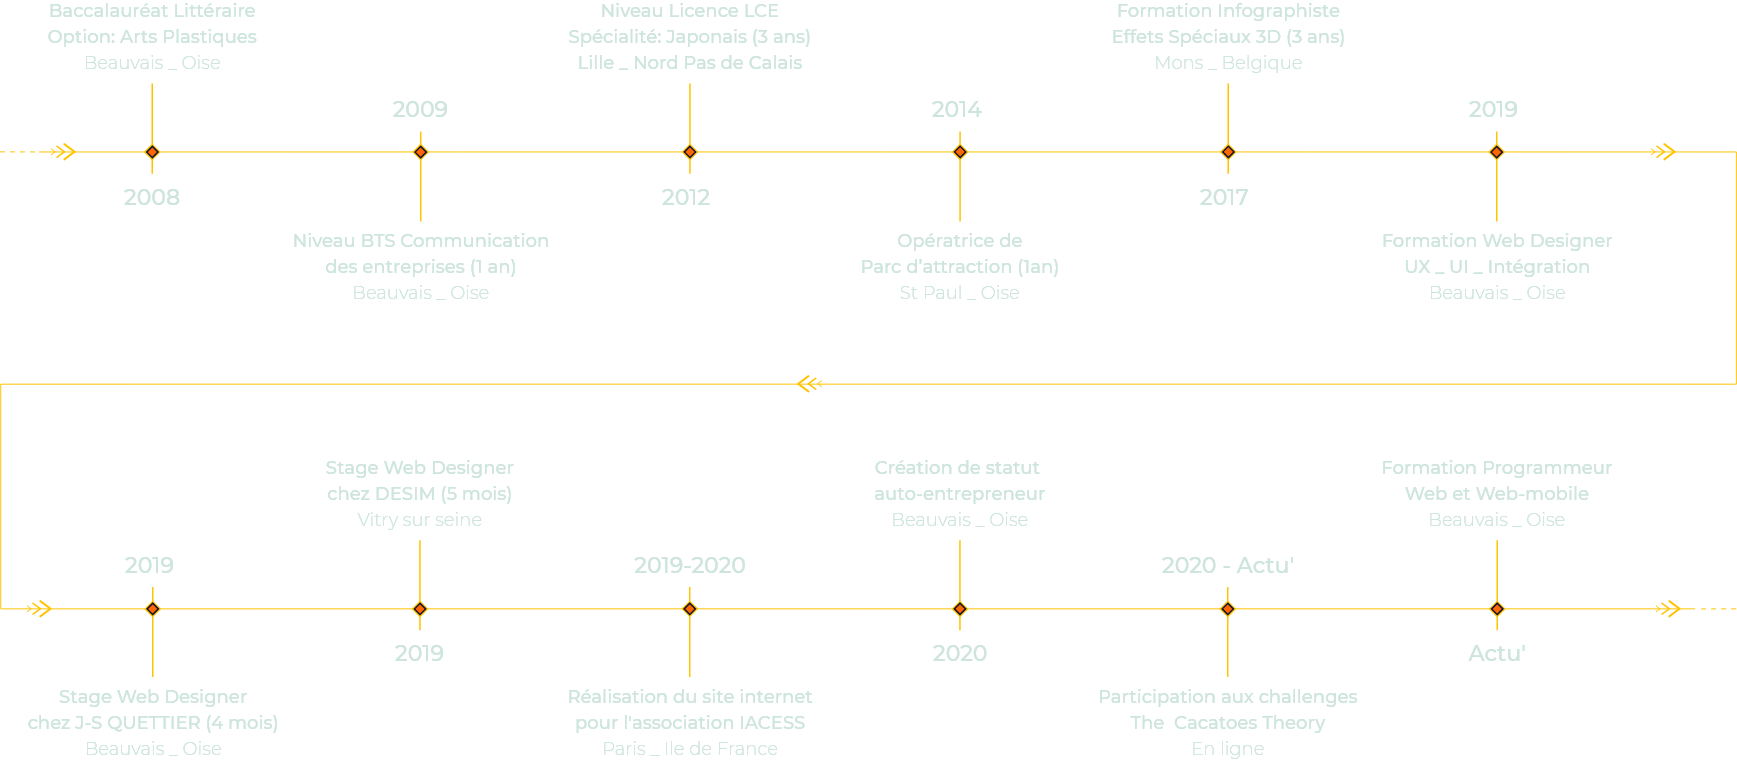 Baccalauréat Littéraire
Option: Arts Plastiques
Beauvais _ Oise
2008
2009
Niveau BTS Communication
des entreprises (1 an)
Beauvais _ Oise
Niveau Licence LCE
Spécialité: Japonais (3 ans)
Lille _ Nord Pas de Calais
2012
2014
Opératrice de
Parc d'attraction (1an)
St Paul _ Oise
Formation Infographiste
Effets Spéciaux 3D (3 ans)
Mons _ Belgique
2017
2019
Formation Web Designer
UX _ UI _ Intégration
Beauvais _ Oise
2019
Stage Web Designer
chez J-S QUETTIER (4 mois)
Beauvais _ Oise
Stage Web Designer
chez DESIM (5 mois)
Vitry sur seine
2019
2019-2020
Réalisation du site internet
pour l'association IACESS
Paris _ Ile de France
Création de statut
auto-entrepreneur
Beauvais _ Oise
2020
2020 - Actu'
Participation aux challenges
The Cacatoes Theory
En ligne
Formation Programmeur
Web et Web-mobile
Beauvais _ Oise
Actu'